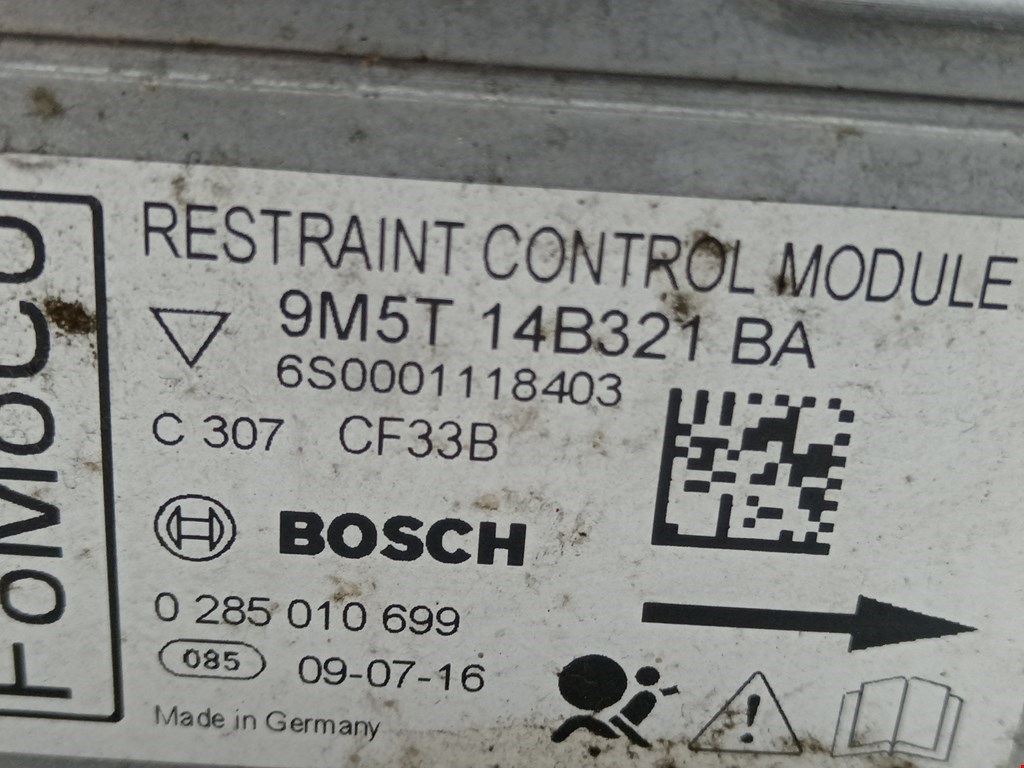 FoMoCo
RESTRAINT CONTROL MODULE
9M5T 14B321 BA
6S0001118403
C 307 CF33B
BOSCH
0 285 010 699
085 09-07-16
Made in Germany